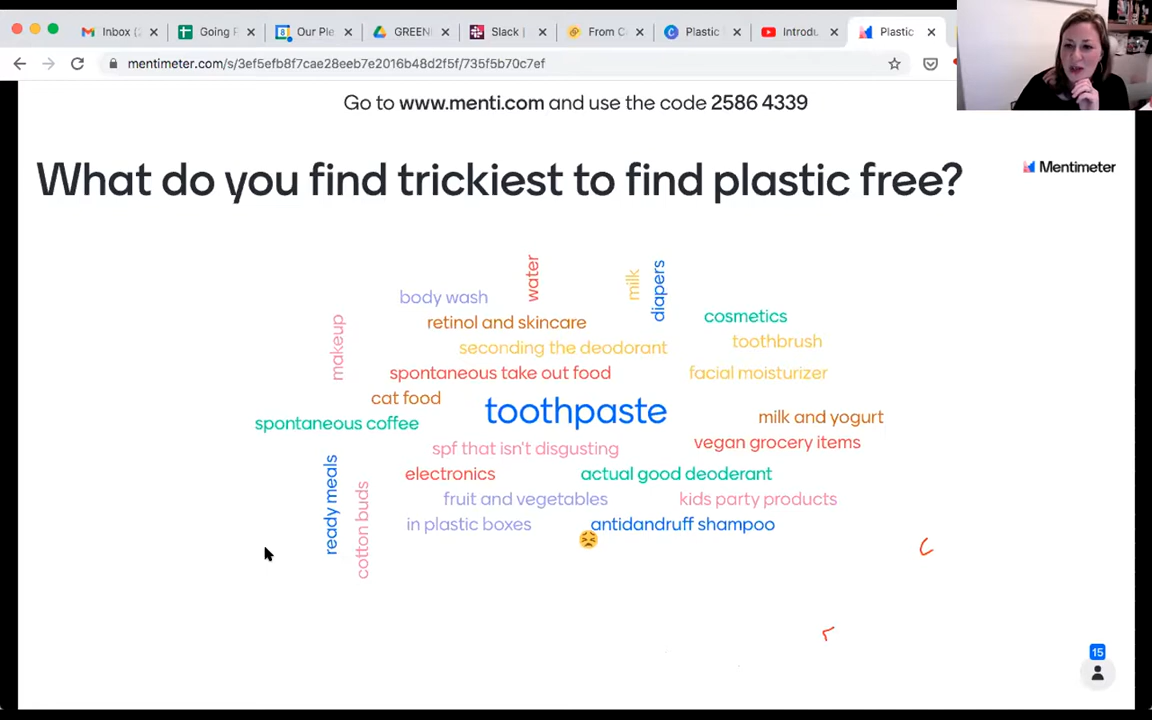 Inbox (2
Going P
8
Our Ple
GREEN
Slack |
From C
Plastic
Introdu
Plastic
mentimeter.com/s/3ef5efb8f7cae28eeb7e2016b48d2f5f/735f5b70c7ef
Go to www.menti.com and use the code 2586 4339
What do you find trickiest to find plastic free?
Mentimeter
water
milk
diapers
body wash
cosmetics
makeup
retinol and skincare
toothbrush
seconding the deodorant
spontaneous take out food
facial moisturizer
cat food
toothpaste
spontaneous coffee
milk and yogurt
spf that isn't disgusting
vegan grocery items
ready meals
cotton buds
electronics
actual good deoderant
fruit and vegetables
kids party products
in plastic boxes
antidandruff shampoo
15